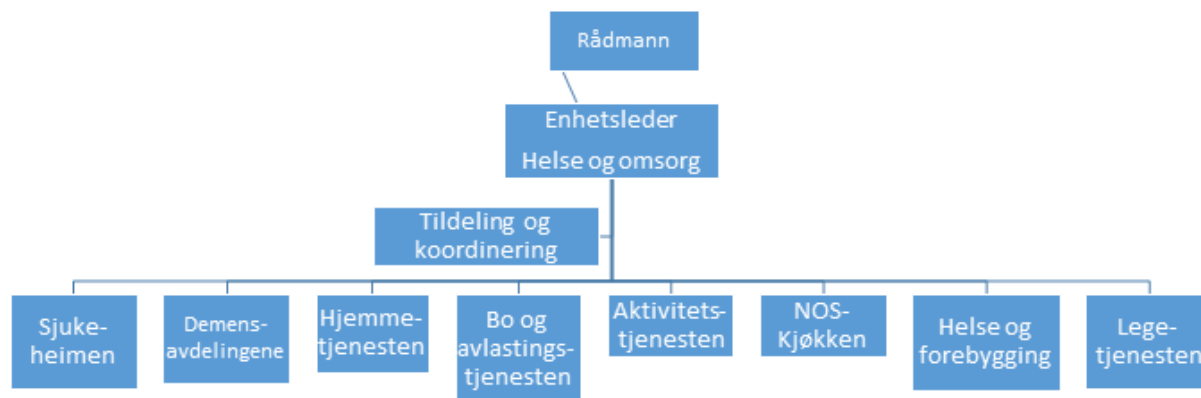 Rådmann
Enhetsleder
Helse og omsorg
Tildeling og
koordinering
Sjuke-
heimen
Demens-
avdelingene
Hjemme-
tjenesten
Bo og
avlastings-
tjenesten
Aktivitets-
tjenesten
NOS-
Kjøkken
Helse og
forebygging
Lege-
tjenesten